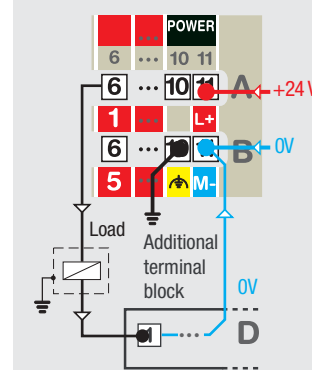 POWER
... 
6 ... 10 11
6 ... 10 11 A +24 V
1 ... L+
6 ... B 0V
5 ... M-
Load
Additional
terminal
block
0V
... D